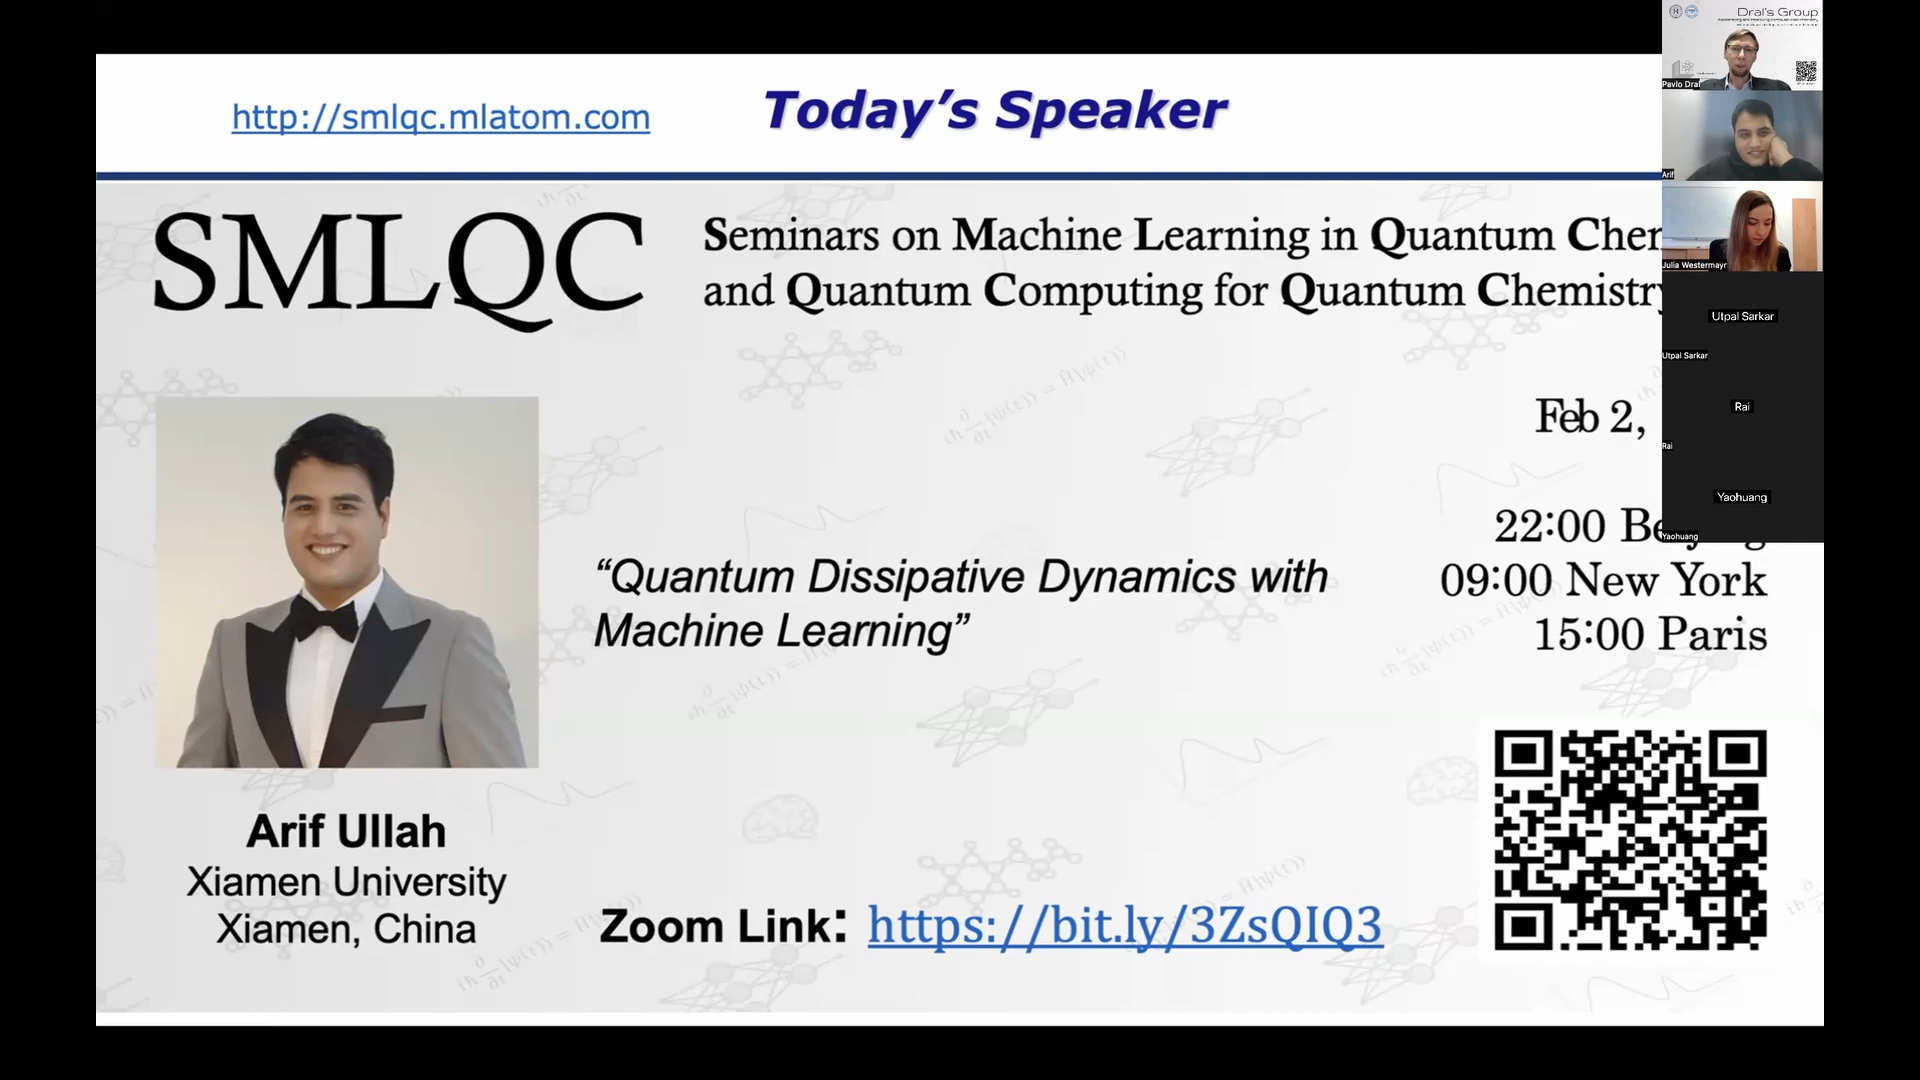 http://smlqc.mlatom.com
Today's Speaker
SMLQC
Seminars on Machine Learning in Quantum Cher
and Quantum Computing for Quantum Chemistry
Feb 2,
22:00
09:00 New York
15:00 Paris
“Quantum Dissipative Dynamics with
Machine Learning”
Arif Ullah
Xiamen University
Xiamen, China
Zoom Link: https://bit.ly/3ZsQIQ3
Dral's Group
Pavlo Dral
Arif
Julia Westermayr
Utpal Sarkar
Utpal Sarkar
Rai
Rai
Yaohuang
Yaohuang